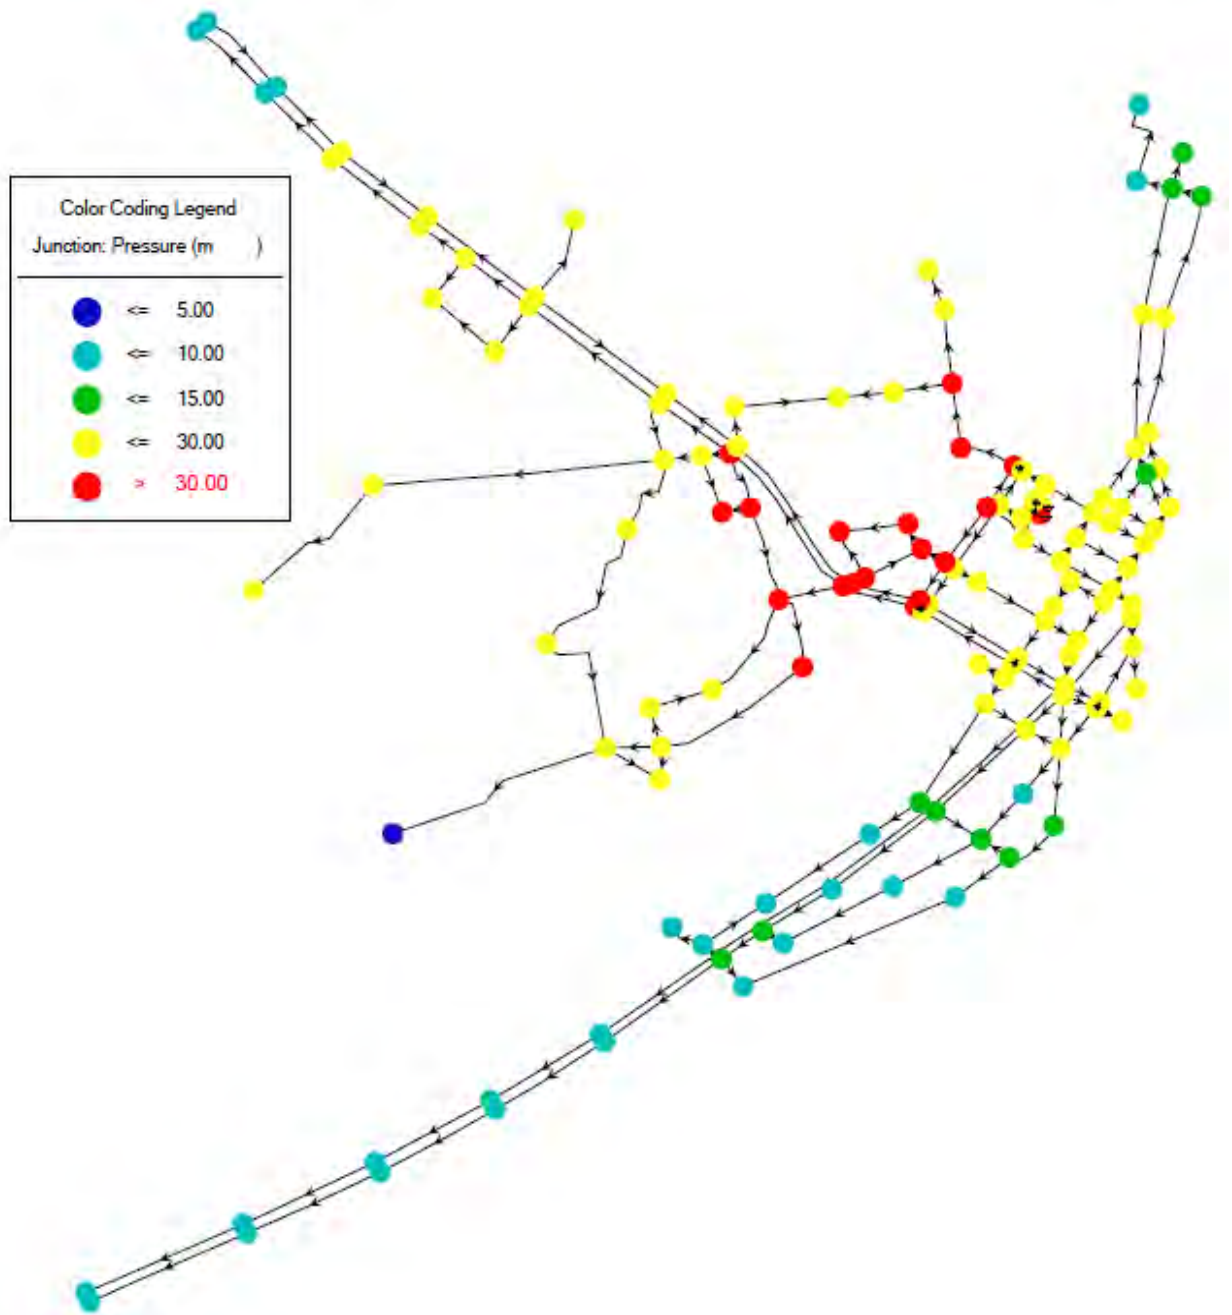 Color Coding Legend
Junction: Pressure (m )
<= 5.00
<= 10.00
<= 15.00
<= 30.00
> 30.00